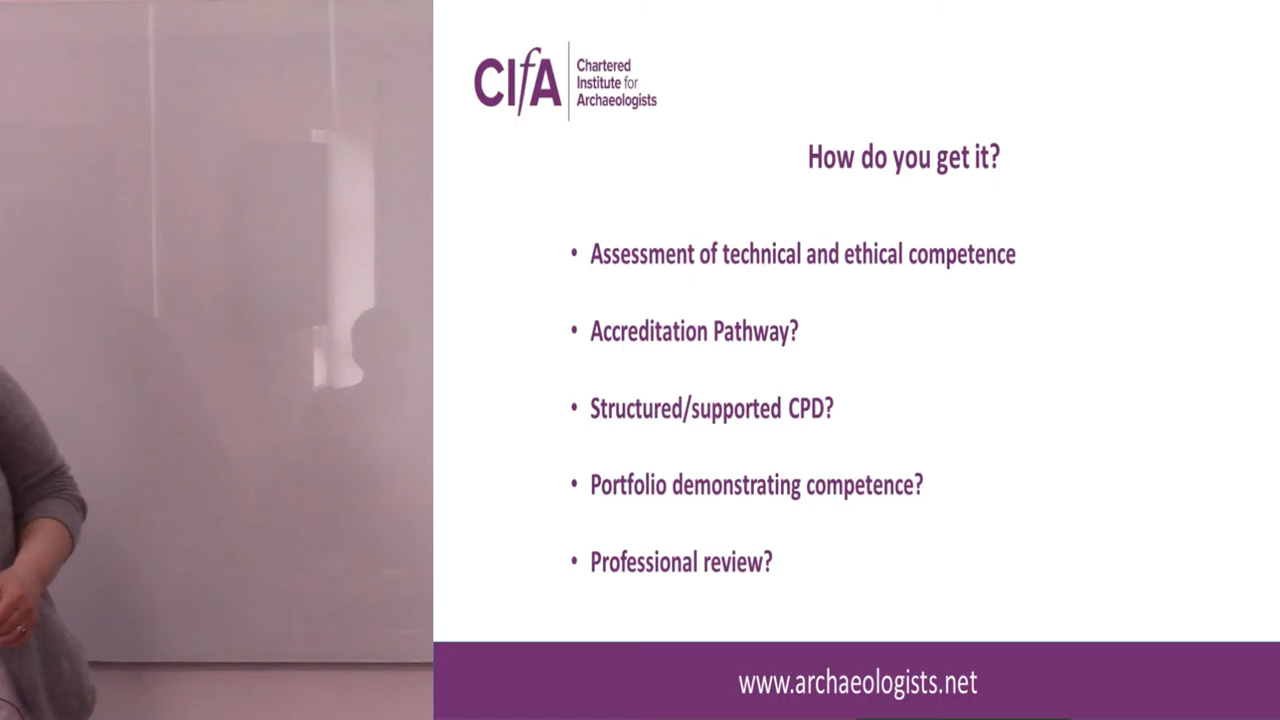 CIfA
Chartered
Institute for
Archaeologists
How do you get it?
• Assessment of technical and ethical competence
• Accreditation Pathway?
• Structured/supported CPD?
• Portfolio demonstrating competence?
• Professional review?
www.archaeologists.net